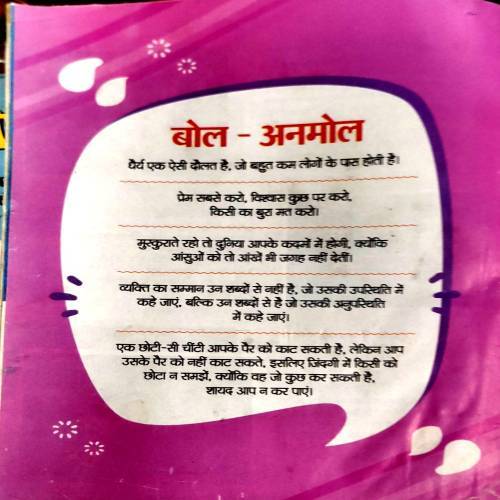 बोल - अनमोल
धैर्य एक ऐसी दौलत है, जो बहुत कम लोगों के पास होती है।
प्रेम सबसे करो, विश्वास कुछ पर करो,
किसी का बुरा मत करो।
मुस्कुराते रहो तो दुनिया आपके कदमों में होगी, क्योंकि
आंसुओं को तो आंखें भी जगह नहीं देतीं।
व्यक्ति का सम्मान उन शब्दों से नहीं है, जो उसकी उपस्थिति में
कहे जाएं, बल्कि उन शब्दों से है जो उसकी अनुपस्थिति
में कहे जाएं।
एक छोटी-सी चींटी आपके पैर को काट सकती है, लेकिन आप
उसके पैर को नहीं काट सकते, इसलिए जिंदगी में किसी को
छोटा न समझें, क्योंकि वह जो कुछ कर सकती है,
शायद आप न कर पाएं।